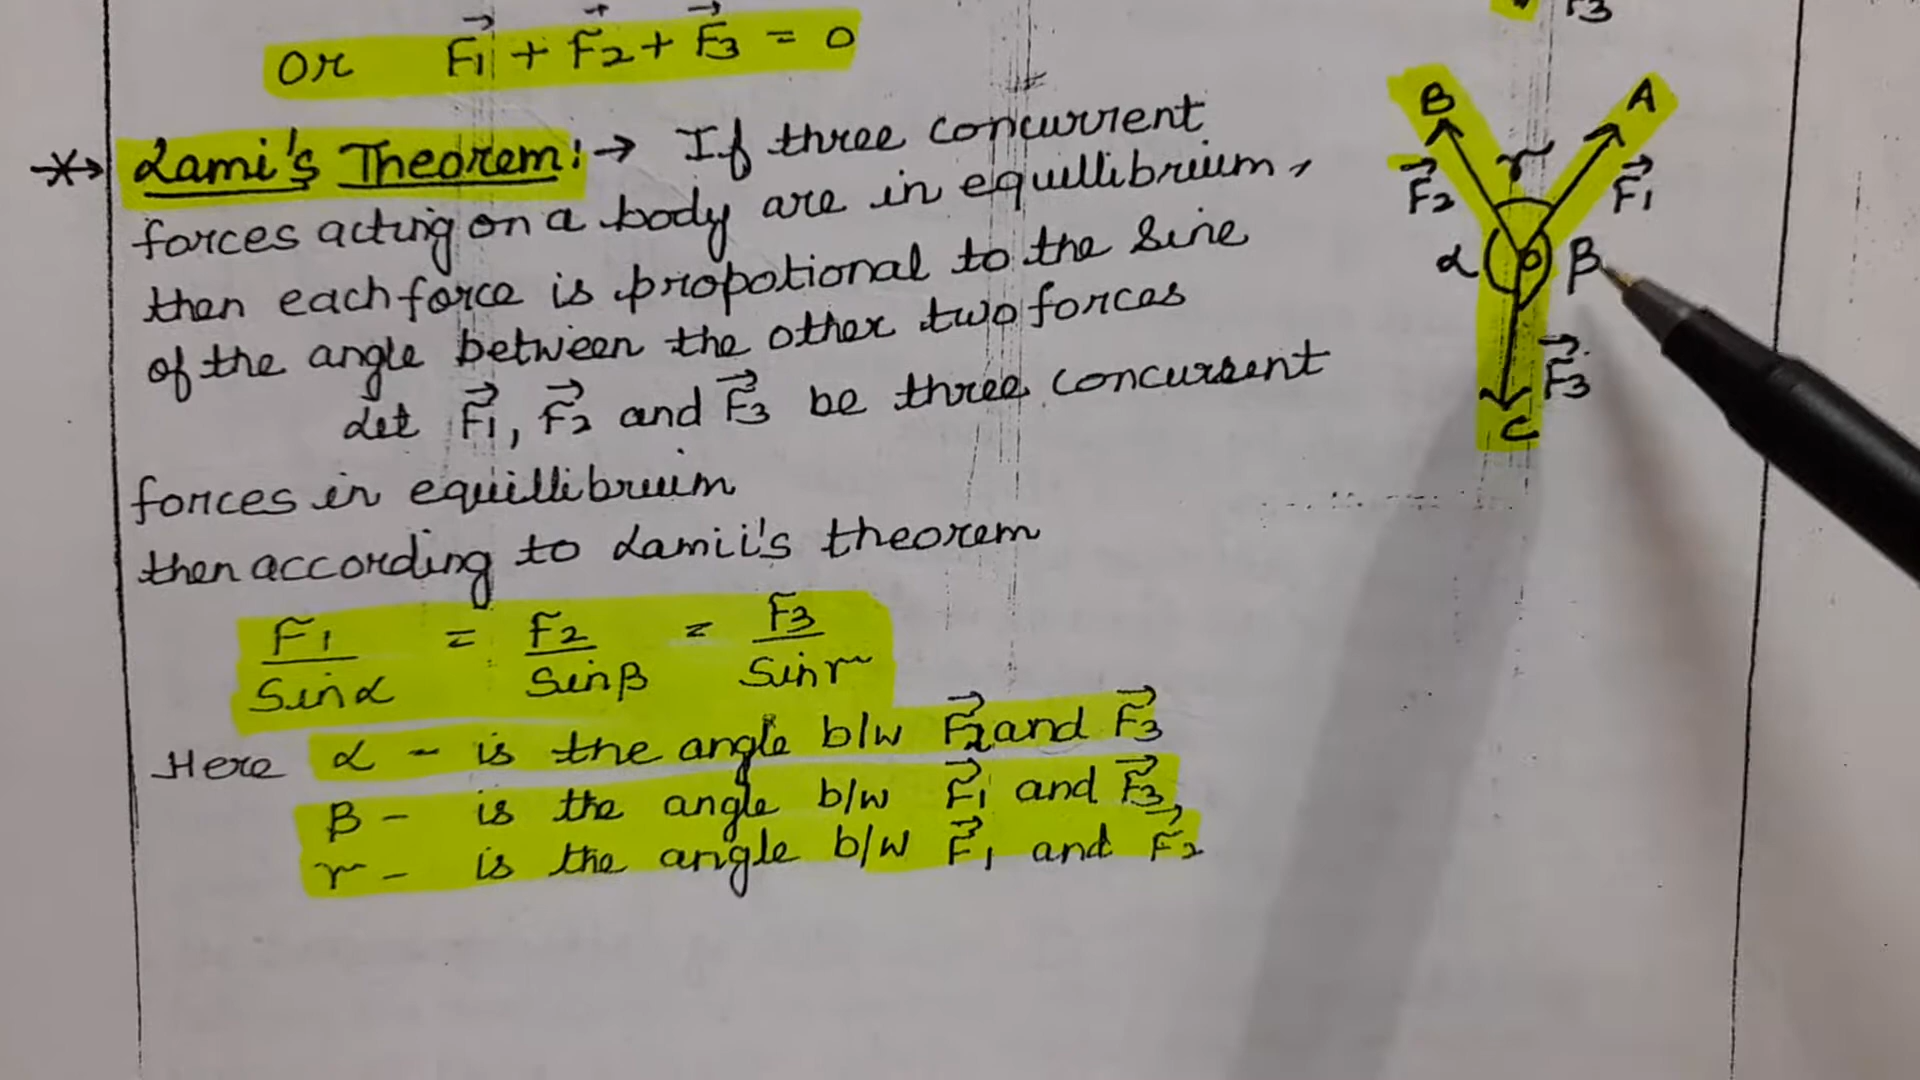 F3
or F1 + F2 + F3 = 0
Lami's Theorem :→ If three concurrent
forces acting on a body are in equillibrium,
then each force is propotional to the sine
of the angle between the other two forces
Let F1, F2 and F3 be three concurrent
forces in equillibrium
then according to Lamii's theorem
F1/Sinα = F2/Sinβ = F3/Sinr
Here α - is the angle b/w F2 and F3
β - is the angle b/w F1 and F3
r - is the angle b/w F1 and F2
B A
r
F2 F1
α O β
F3
C